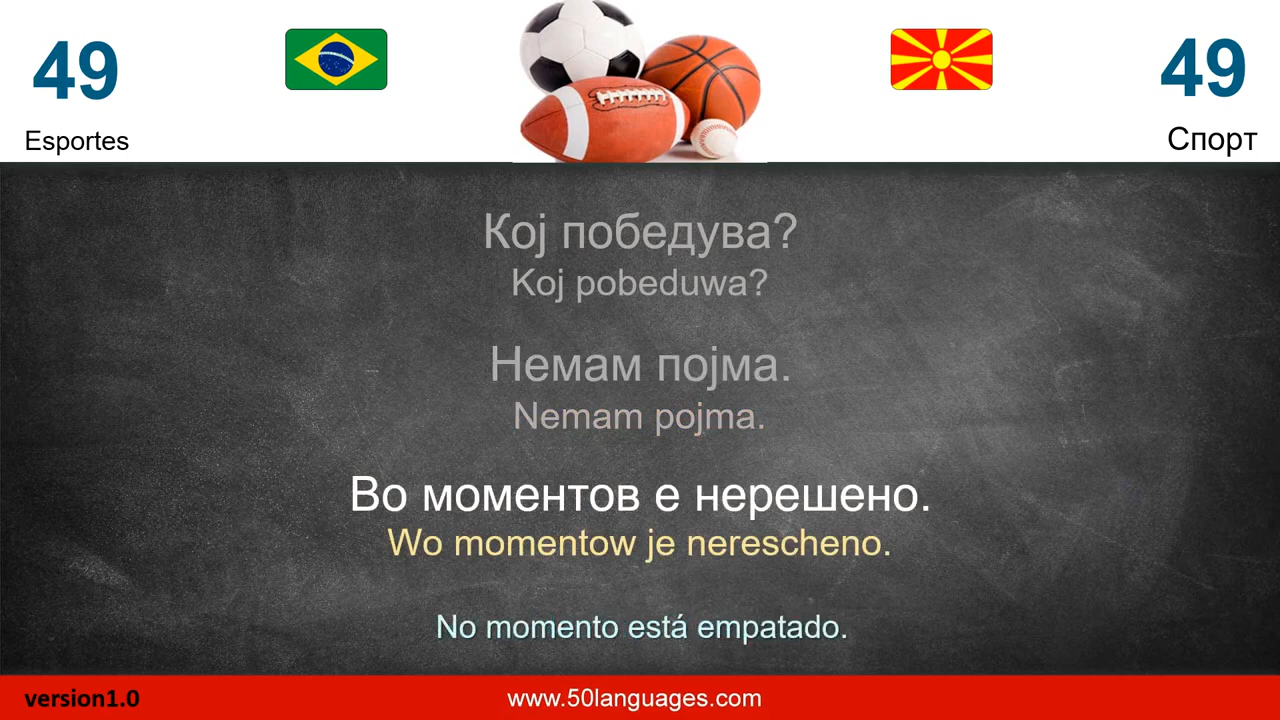 49
Esportes
49
Спорт
Кој победува?
Koj pobeduwa?
Немам појма.
Nemam pojma.
Во моментов е нерешено.
Wo momentow je nerescheno.
No momento está empatado.
version1.0
www.50languages.com